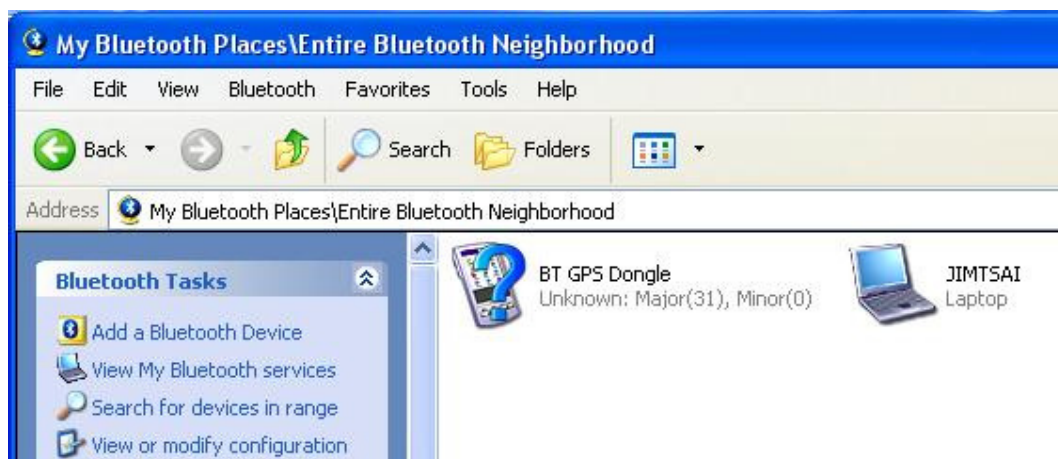 My Bluetooth Places\Entire Bluetooth Neighborhood
File Edit View Bluetooth Favorites Tools Help
Back Search Folders
Address My Bluetooth Places\Entire Bluetooth Neighborhood
Bluetooth Tasks
Add a Bluetooth Device
View My Bluetooth services
Search for devices in range
View or modify configuration
BT GPS Dongle
Unknown: Major(31), Minor(0)
JIMTSAI
Laptop